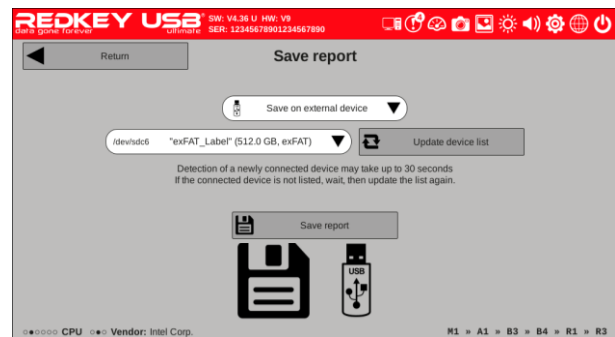 REDKEY USB®
data gone forever
Ultimate
SW: V4.36 U HW: V9
SER: 12345678901234567890
Return
Save report
Save on external device
/dev/sdc6 "exFAT_Label" (512.0 GB, exFAT)
Update device list
Detection of a newly connected device may take up to 30 seconds
If the connected device is not listed, wait, then update the list again.
Save report
USB
CPU Vendor: Intel Corp.
M1 » A1 » B3 » B4 » R1 » R3